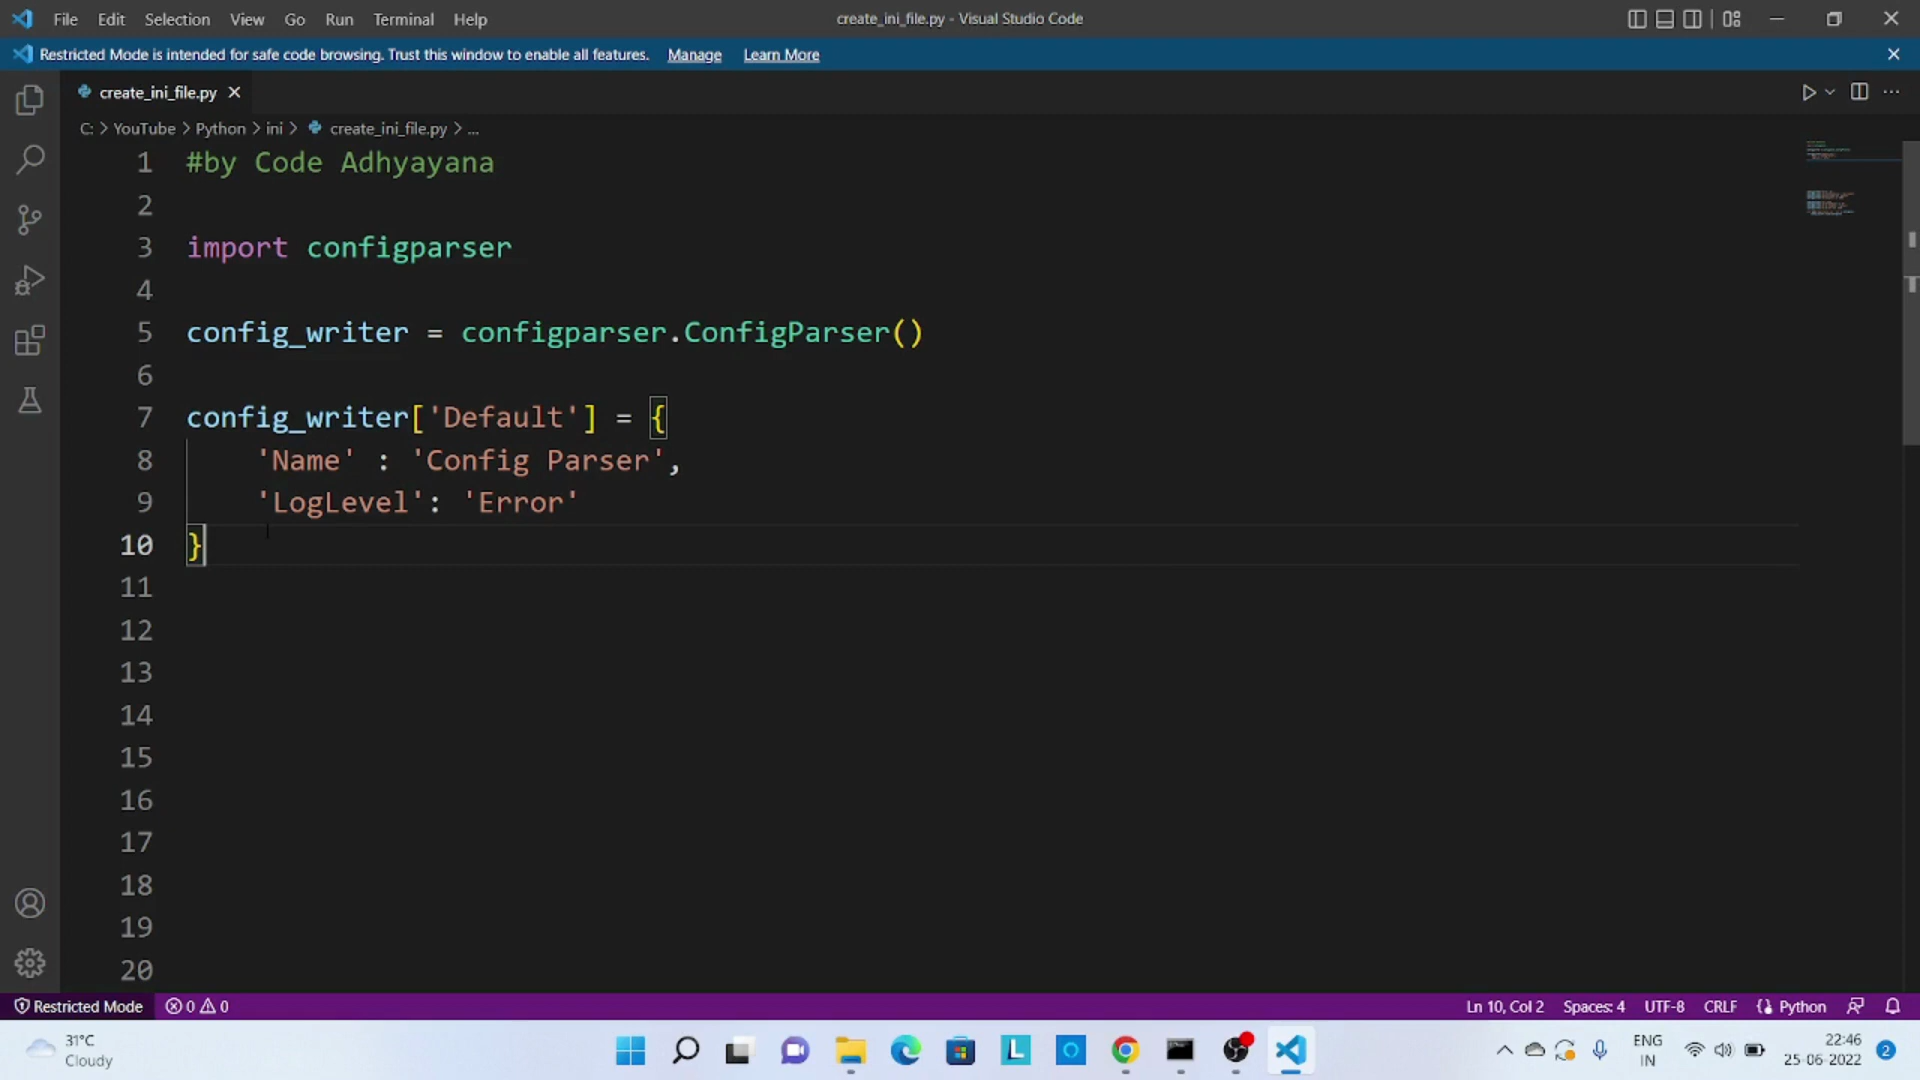 File Edit Selection View Go Run Terminal Help create_ini_file.py - Visual Studio Code
Restricted Mode is intended for safe code browsing. Trust this window to enable all features. Manage Learn More
create_ini_file.py
C: > YouTube > Python > ini > create_ini_file.py > ...
1 #by Code Adhyayana
2
3 import configparser
4
5 config_writer = configparser.ConfigParser()
6
7 config_writer['Default'] = {
8 'Name' : 'Config Parser',
9 'LogLevel': 'Error'
10 }
11
12
13
14
15
16
17
18
19
20
Restricted Mode 0 0 Ln 10, Col 2 Spaces: 4 UTF-8 CRLF Python
31°C
Cloudy
ENG
IN
22:46
25-06-2022
2